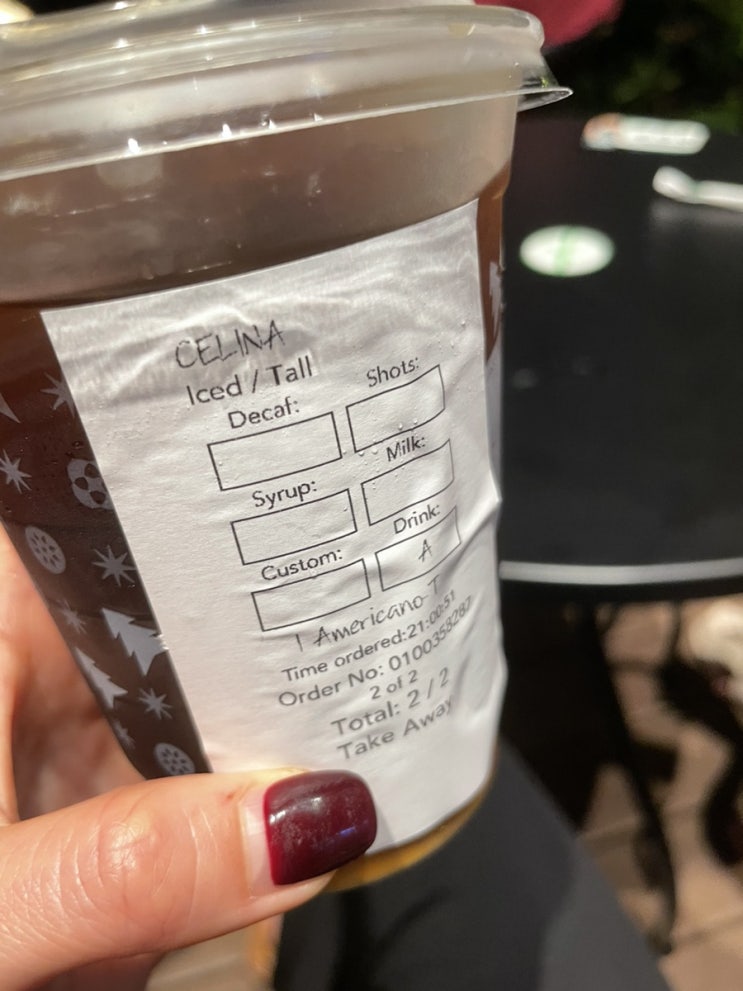 CELINA
Iced / Tall
Decaf: Shots:
Syrup: Milk:
Custom: Drink:
A
1 Americano-T
Time ordered:21:00:51
Order No: 0100358287
2 of 2
Total: 2 / 2
Take Away